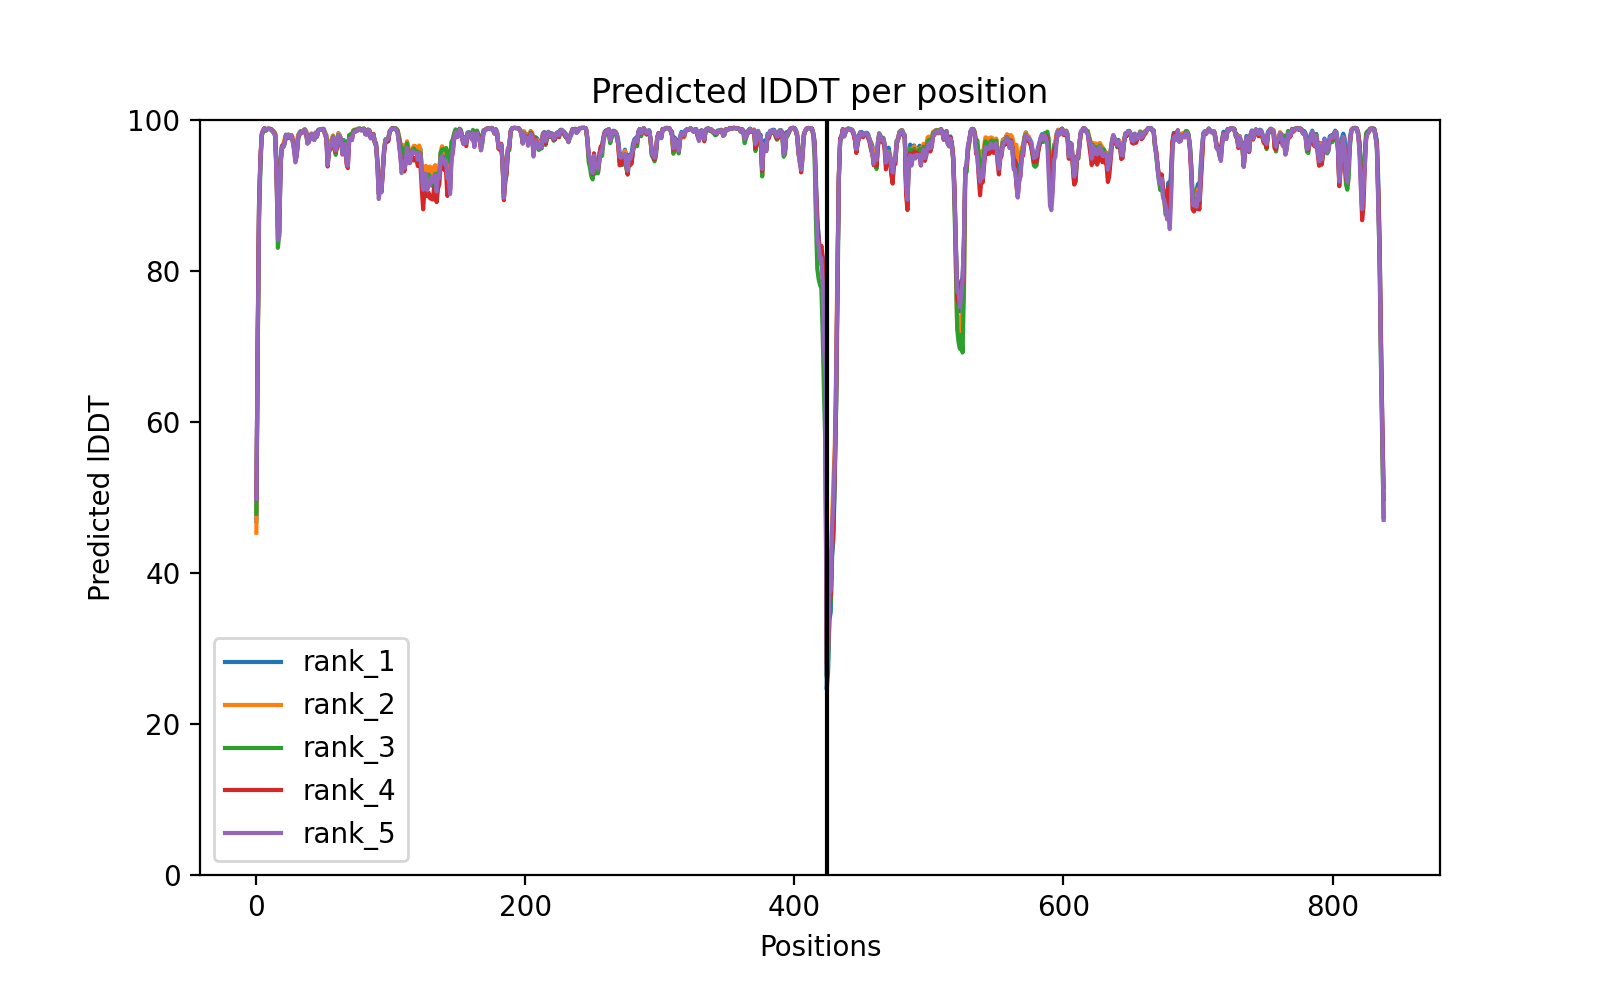 Predicted lDDT per position
100
80
60
40
20
0
Predicted lDDT
rank_1
rank_2
rank_3
rank_4
rank_5
0
200
400
600
800
Positions